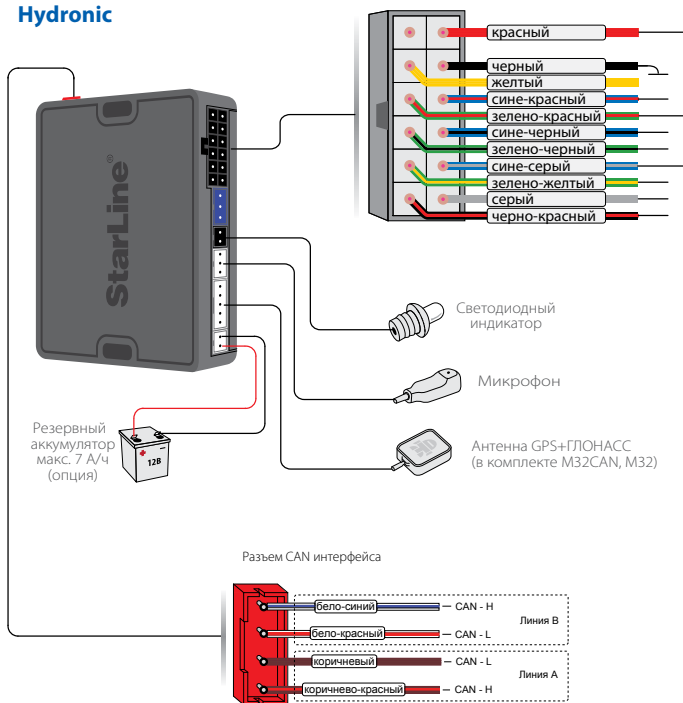 Hydronic
красный
черный
желтый
сине-красный
зелено-красный
сине-черный
зелено-черный
сине-серый
зелено-желтый
серый
черно-красный
StarLine®
Светодиодный
индикатор
Микрофон
Резервный
аккумулятор
макс. 7 А/ч
(опция)
12В
Антенна GPS+ГЛОНАСС
(в комплекте M32CAN, M32)
Разъем CAN интерфейса
бело-синий
CAN - H
Линия B
бело-красный
CAN - L
коричневый
CAN - L
Линия А
коричнево-красный
CAN - H